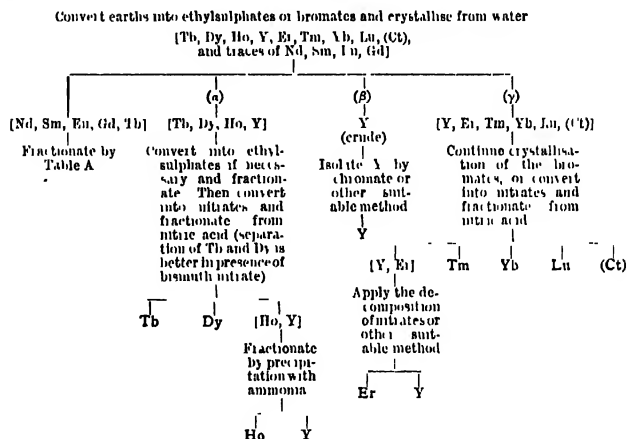 Convert earths into ethylsulphates or bromates and crystallise from water
[Tb, Dy, Ho, Y, Er, Tm, Yb, Lu, (Ct),
and traces of Nd, Sm, Eu, Gd]
(α) (β) (γ)
[Nd, Sm, Eu, Gd, Tb]
Fractionate by
Table A
[Tb, Dy, Ho, Y]
Convert into ethyl-
sulphates if neces-
sary and fraction-
ate Then convert
into nitrates and
fractionate from
nitric acid (separa-
tion of Tb and Dy is
better in presence of
bismuth nitrate)
Tb Dy [Ho, Y]
Fractionate
by precipi-
tation with
ammonia
Ho Y
Y
(crude)
Isolate Y by
chromate or
other suit-
able method
Y
[Y, Er, Tm, Yb, Lu, (Ct)]
Continue crystallisa-
tion of the bro-
mates, or convert
into nitrates and
fractionate from
nitric acid
[Y, Er] Tm Yb Lu (Ct)
Apply the de-
composition
of nitrates or
other suit-
able method
Er Y